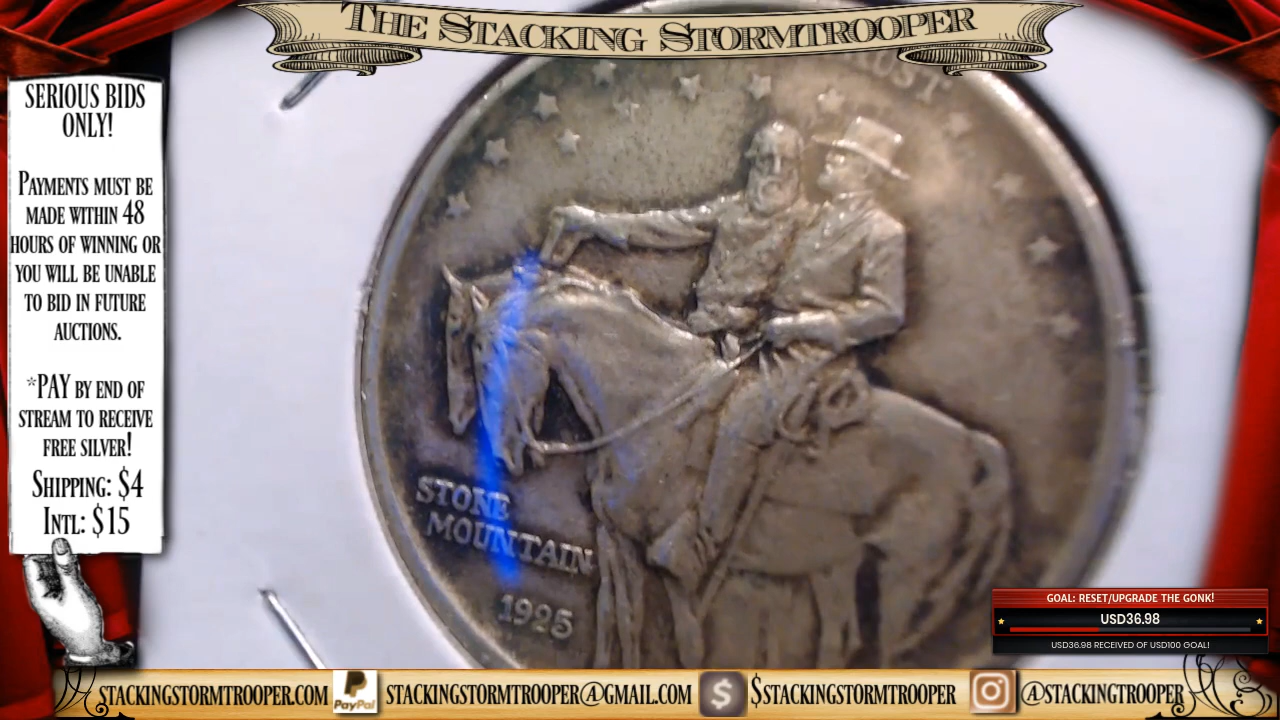 THE STACKING STORMTROOPER
SERIOUS BIDS
ONLY!
PAYMENTS MUST BE
MADE WITHIN 48
HOURS OF WINNING OR
YOU WILL BE UNABLE
TO BID IN FUTURE
AUCTIONS.
*PAY BY END OF
STREAM TO RECEIVE
FREE SILVER!
SHIPPING: $4
INTL: $15
TRUST
STONE
MOUNTAIN
1925
GOAL: RESET/UPGRADE THE GONK!
USD36.98
USD36.98 RECEIVED OF USD100 GOAL!
STACKINGSTORMTROOPER.COM
PayPal
STACKINGSTORMTROOPER@GMAIL.COM
$
$STACKINGSTORMTROOPER
@STACKINGTROOPER